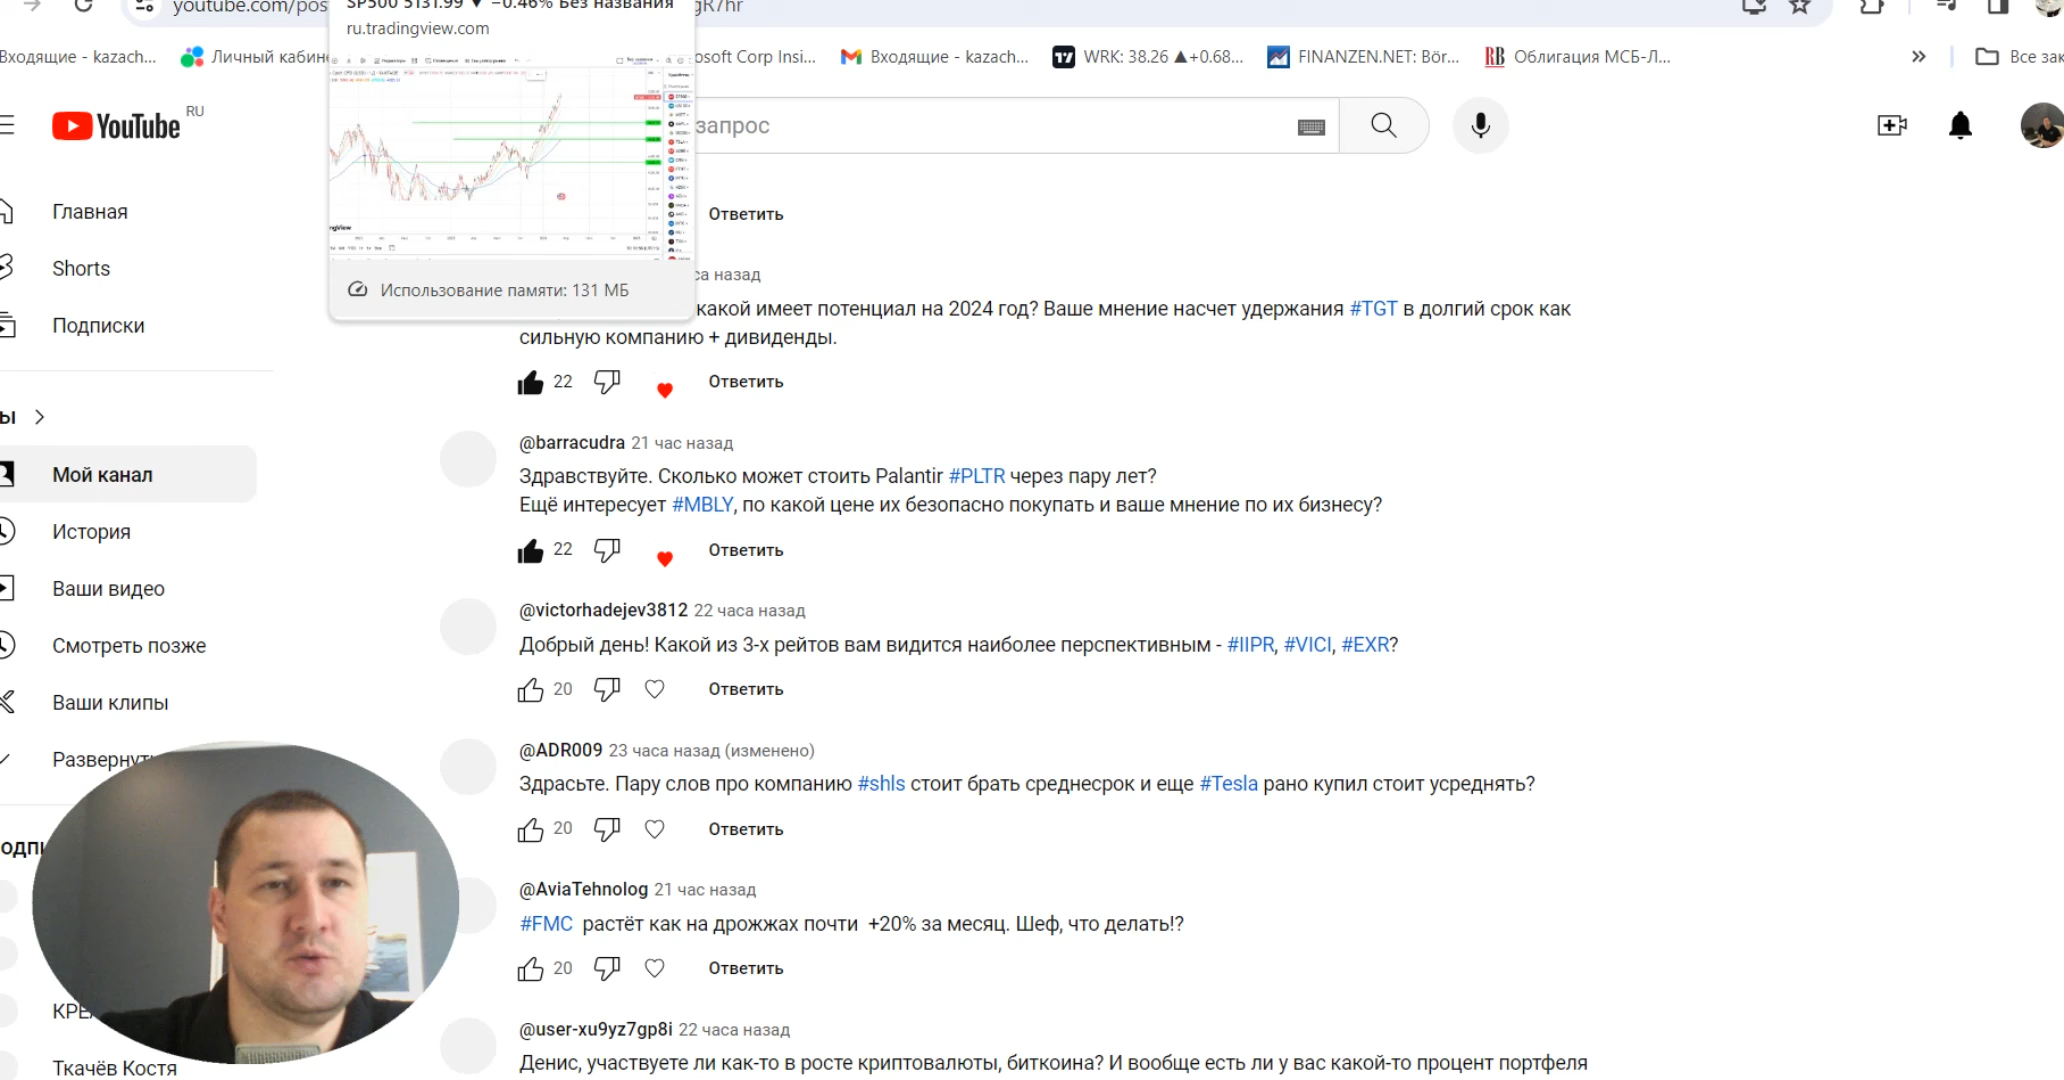 youtube.com/pos
SP500 5131.99 ▼ −0.46% Без названия
gR7hr
ru.tradingview.com
Входящие - kazach...
Личный кабине
osoft Corp Insi...
Входящие - kazach...
WRK: 38.26 ▲+0.68...
FINANZEN.NET: Bör...
RB Облигация МСБ-Л...
»
Все зак
YouTube RU
запрос
Главная
Shorts
Подписки
ы >
Мой канал
История
Ваши видео
Смотреть позже
Ваши клипы
Развернут
одпи
КРЕ
Ткачёв Костя
Использование памяти: 131 МБ
Ответить
са назад
какой имеет потенциал на 2024 год? Ваше мнение насчет удержания #TGT в долгий срок как
сильную компанию + дивиденды.
22 Ответить
@barracudra 21 час назад
Здравствуйте. Сколько может стоить Palantir #PLTR через пару лет?
Ещё интересует #MBLY, по какой цене их безопасно покупать и ваше мнение по их бизнесу?
22 Ответить
@victorhadejev3812 22 часа назад
Добрый день! Какой из 3-х рейтов вам видится наиболее перспективным - #IIPR, #VICI, #EXR?
20 Ответить
@ADR009 23 часа назад (изменено)
Здрасьте. Пару слов про компанию #shls стоит брать среднесрок и еще #Tesla рано купил стоит усреднять?
20 Ответить
@AviaTehnolog 21 час назад
#FMC растёт как на дрожжах почти +20% за месяц. Шеф, что делать!?
20 Ответить
@user-xu9yz7gp8i 22 часа назад
Денис, участвуете ли как-то в росте криптовалюты, биткоина? И вообще есть ли у вас какой-то процент портфеля